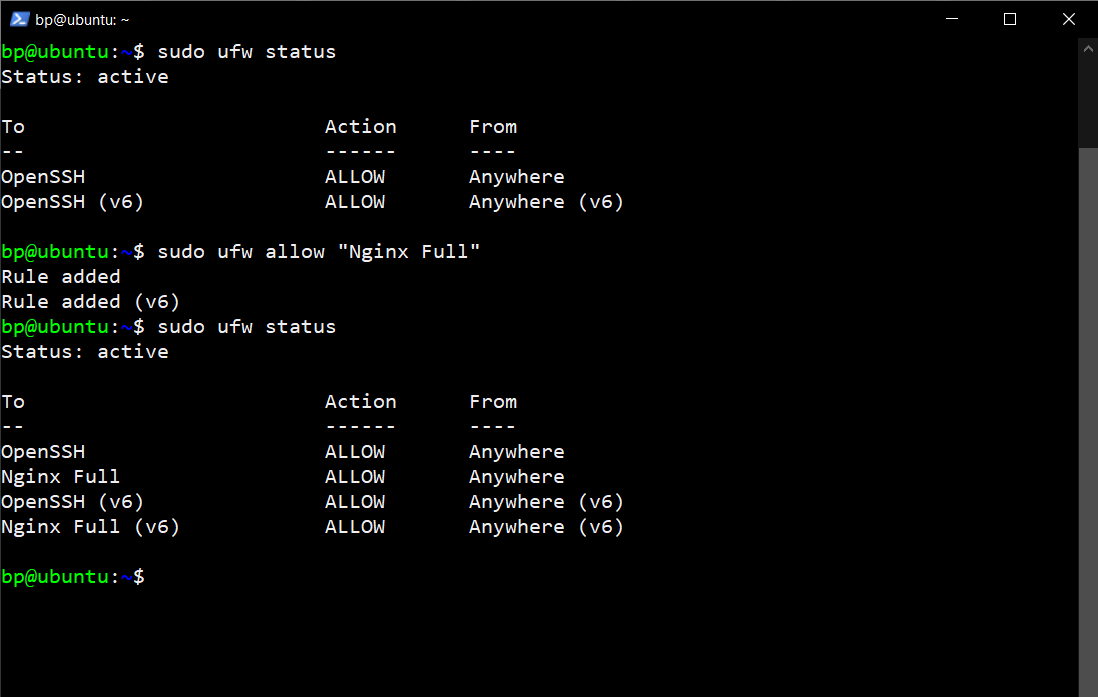 bp@ubuntu: ~
bp@ubuntu:~$ sudo ufw status
Status: active
To                         Action      From
--                         ------      ----
OpenSSH                    ALLOW       Anywhere
OpenSSH (v6)               ALLOW       Anywhere (v6)
bp@ubuntu:~$ sudo ufw allow "Nginx Full"
Rule added
Rule added (v6)
bp@ubuntu:~$ sudo ufw status
Status: active
To                         Action      From
--                         ------      ----
OpenSSH                    ALLOW       Anywhere
Nginx Full                 ALLOW       Anywhere
OpenSSH (v6)               ALLOW       Anywhere (v6)
Nginx Full (v6)            ALLOW       Anywhere (v6)
bp@ubuntu:~$